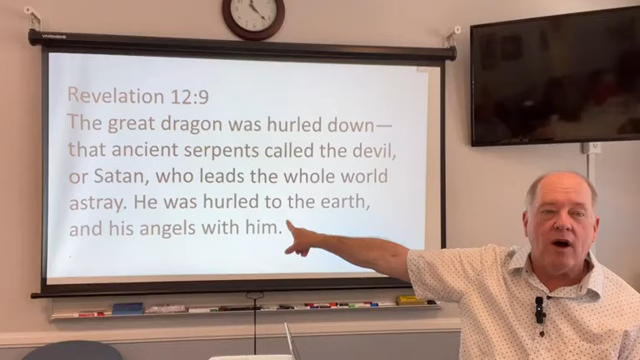 Revelation 12:9
The great dragon was hurled down—
that ancient serpents called the devil,
or Satan, who leads the whole world
astray. He was hurled to the earth,
and his angels with him.